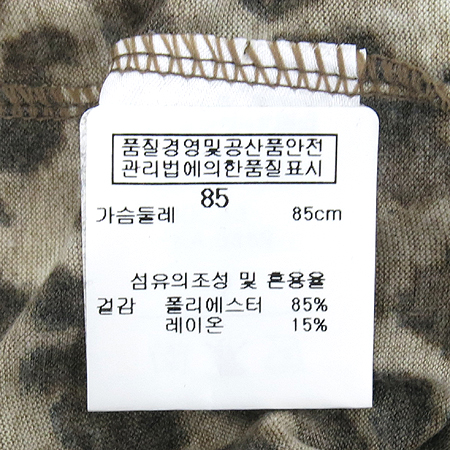 품질경영및공산품안전
관리법에의한품질표시
85
가슴둘레 85cm
섬유의조성 및 혼용율
겉감 폴리에스터 85%
레이온 15%